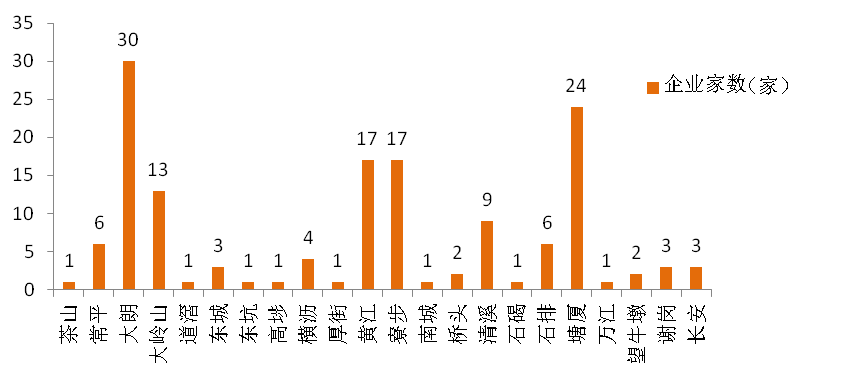 35
30
25
20
15
10
5
0
1
6
30
13
1
3
1
1
4
1
17
17
1
2
9
1
6
24
1
2
3
3
茶山
常平
大朗
大岭山
道滘
东城
东坑
高埗
横沥
厚街
黄江
寮步
南城
桥头
清溪
石碣
石排
塘厦
万江
望牛墩
谢岗
长安
企业家数(家)